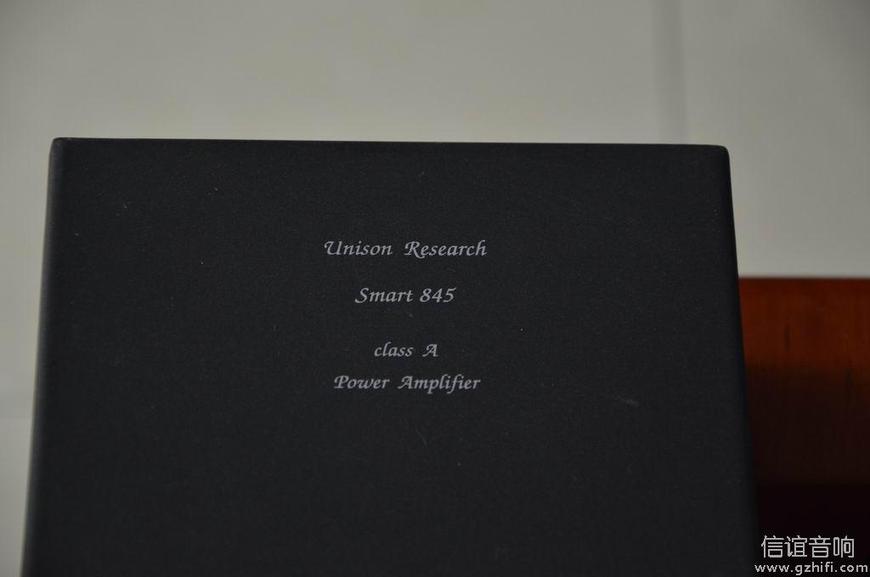 Unison Research
Smart 845
class A
Power Amplifier
信谊音响
www.gzhifi.com